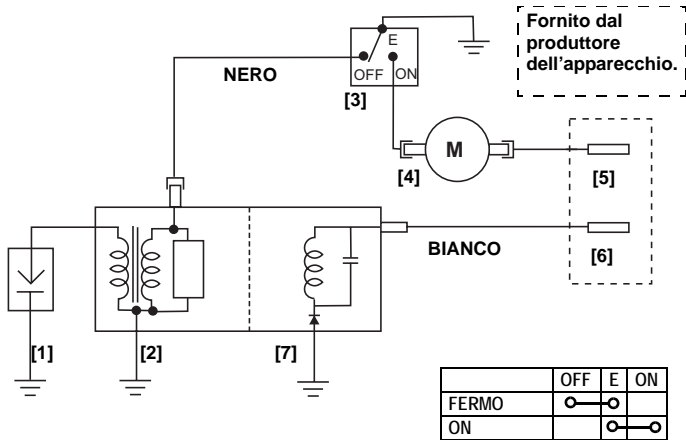 Fornito dal
produttore
dell'apparecchio.
E
OFF ON
NERO
[3]
M
[4]
[5]
BIANCO
[6]
[1]
[2]
[7]
OFF E ON
FERMO
ON